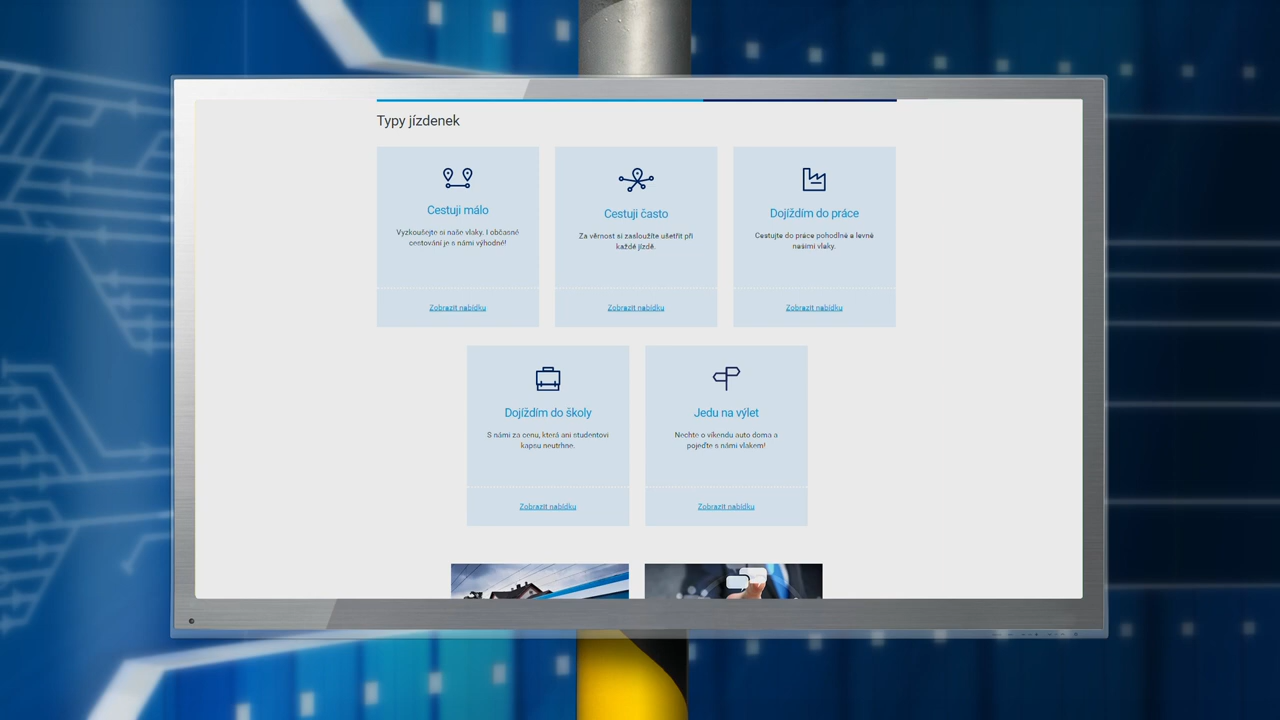 Typy jízdenek
Cestuji málo
Vyzkoušejte si naše vlaky. I občasné
cestování je s námi výhodné!
Zobrazit nabídku
Cestuji často
Za věrnost si zasloužíte ušetřit při
každé jízdě.
Zobrazit nabídku
Dojíždím do práce
Cestujte do práce pohodlně a levně
našimi vlaky.
Zobrazit nabídku
Dojíždím do školy
S námi za cenu, která ani studentovi
kapsu neutrhne.
Zobrazit nabídku
Jedu na výlet
Nechte o víkendu auto doma a
pojeďte s námi vlakem!
Zobrazit nabídku